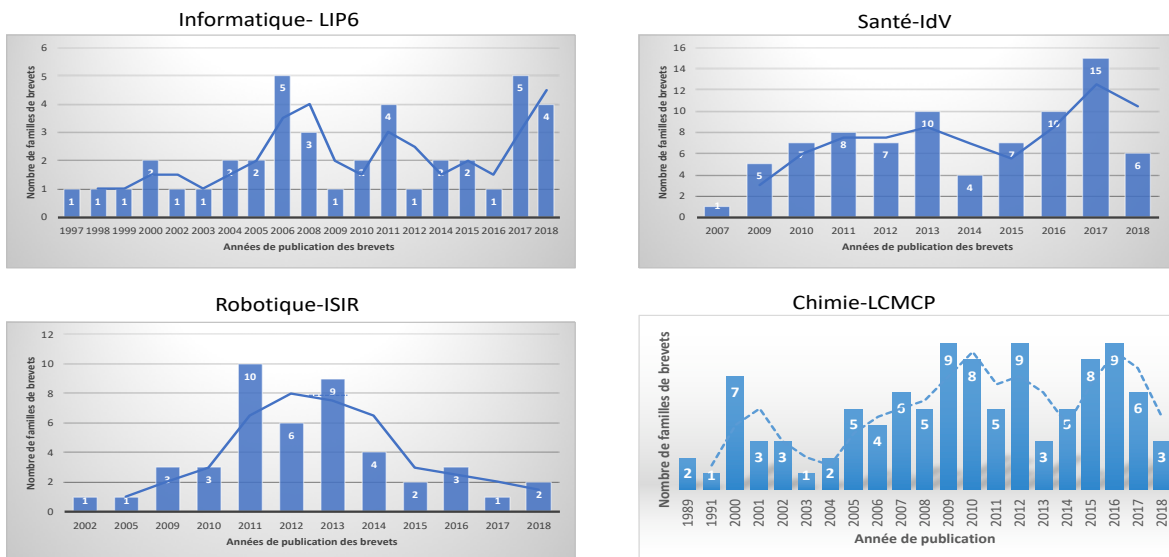 Informatique- LIP6
Nombre de familles de brevets
6
5
4
3
2
1
0
1 1 1 2 1 1 2 2 5 3 1 2 4 1 2 2 1 5 4
1997 1998 1999 2000 2002 2003 2004 2005 2006 2008 2009 2010 2011 2012 2014 2015 2016 2017 2018
Années de publication des brevets
Santé-IdV
Nombre de familles de brevets
16
14
12
10
8
6
4
2
0
1 5 7 8 7 10 4 7 10 15 6
2007 2009 2010 2011 2012 2013 2014 2015 2016 2017 2018
Années de publication des brevets
Robotique-ISIR
Nombre de familles de brevets
12
10
8
6
4
2
0
1 1 3 3 10 6 9 4 2 3 1 2
2002 2005 2009 2010 2011 2012 2013 2014 2015 2016 2017 2018
Années de publication des brevets
Chimie-LCMCP
Nombre de familles de brevets
2 1 7 3 3 1 2 5 4 6 5 9 8 5 9 3 5 8 9 6 3
1989 1991 2000 2001 2002 2003 2004 2005 2006 2007 2008 2009 2010 2011 2012 2013 2014 2015 2016 2017 2018
Année de publication